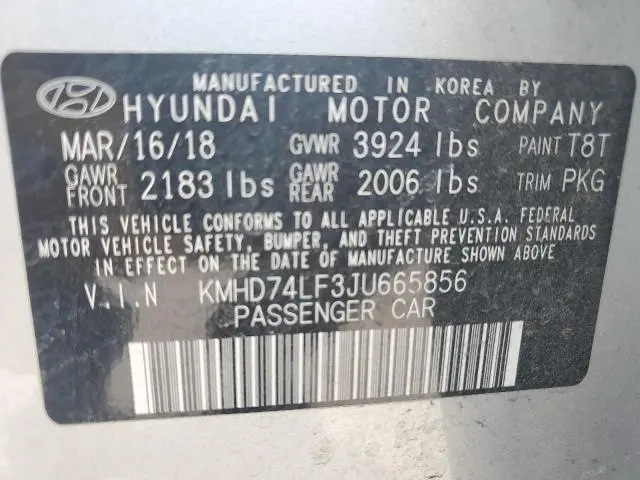 MANUFACTURED IN KOREA BY
HYUNDAI MOTOR COMPANY
MAR/16/18 GVWR 3924 lbs PAINT T8T
GAWR FRONT 2183 lbs GAWR REAR 2006 lbs TRIM PKG
THIS VEHICLE CONFORMS TO ALL APPLICABLE U.S.A. FEDERAL
MOTOR VEHICLE SAFETY, BUMPER, AND THEFT PREVENTION STANDARDS
IN EFFECT ON THE DATE OF MANUFACTURE SHOWN ABOVE.
V.I.N KMHD74LF3JU665856
PASSENGER CAR